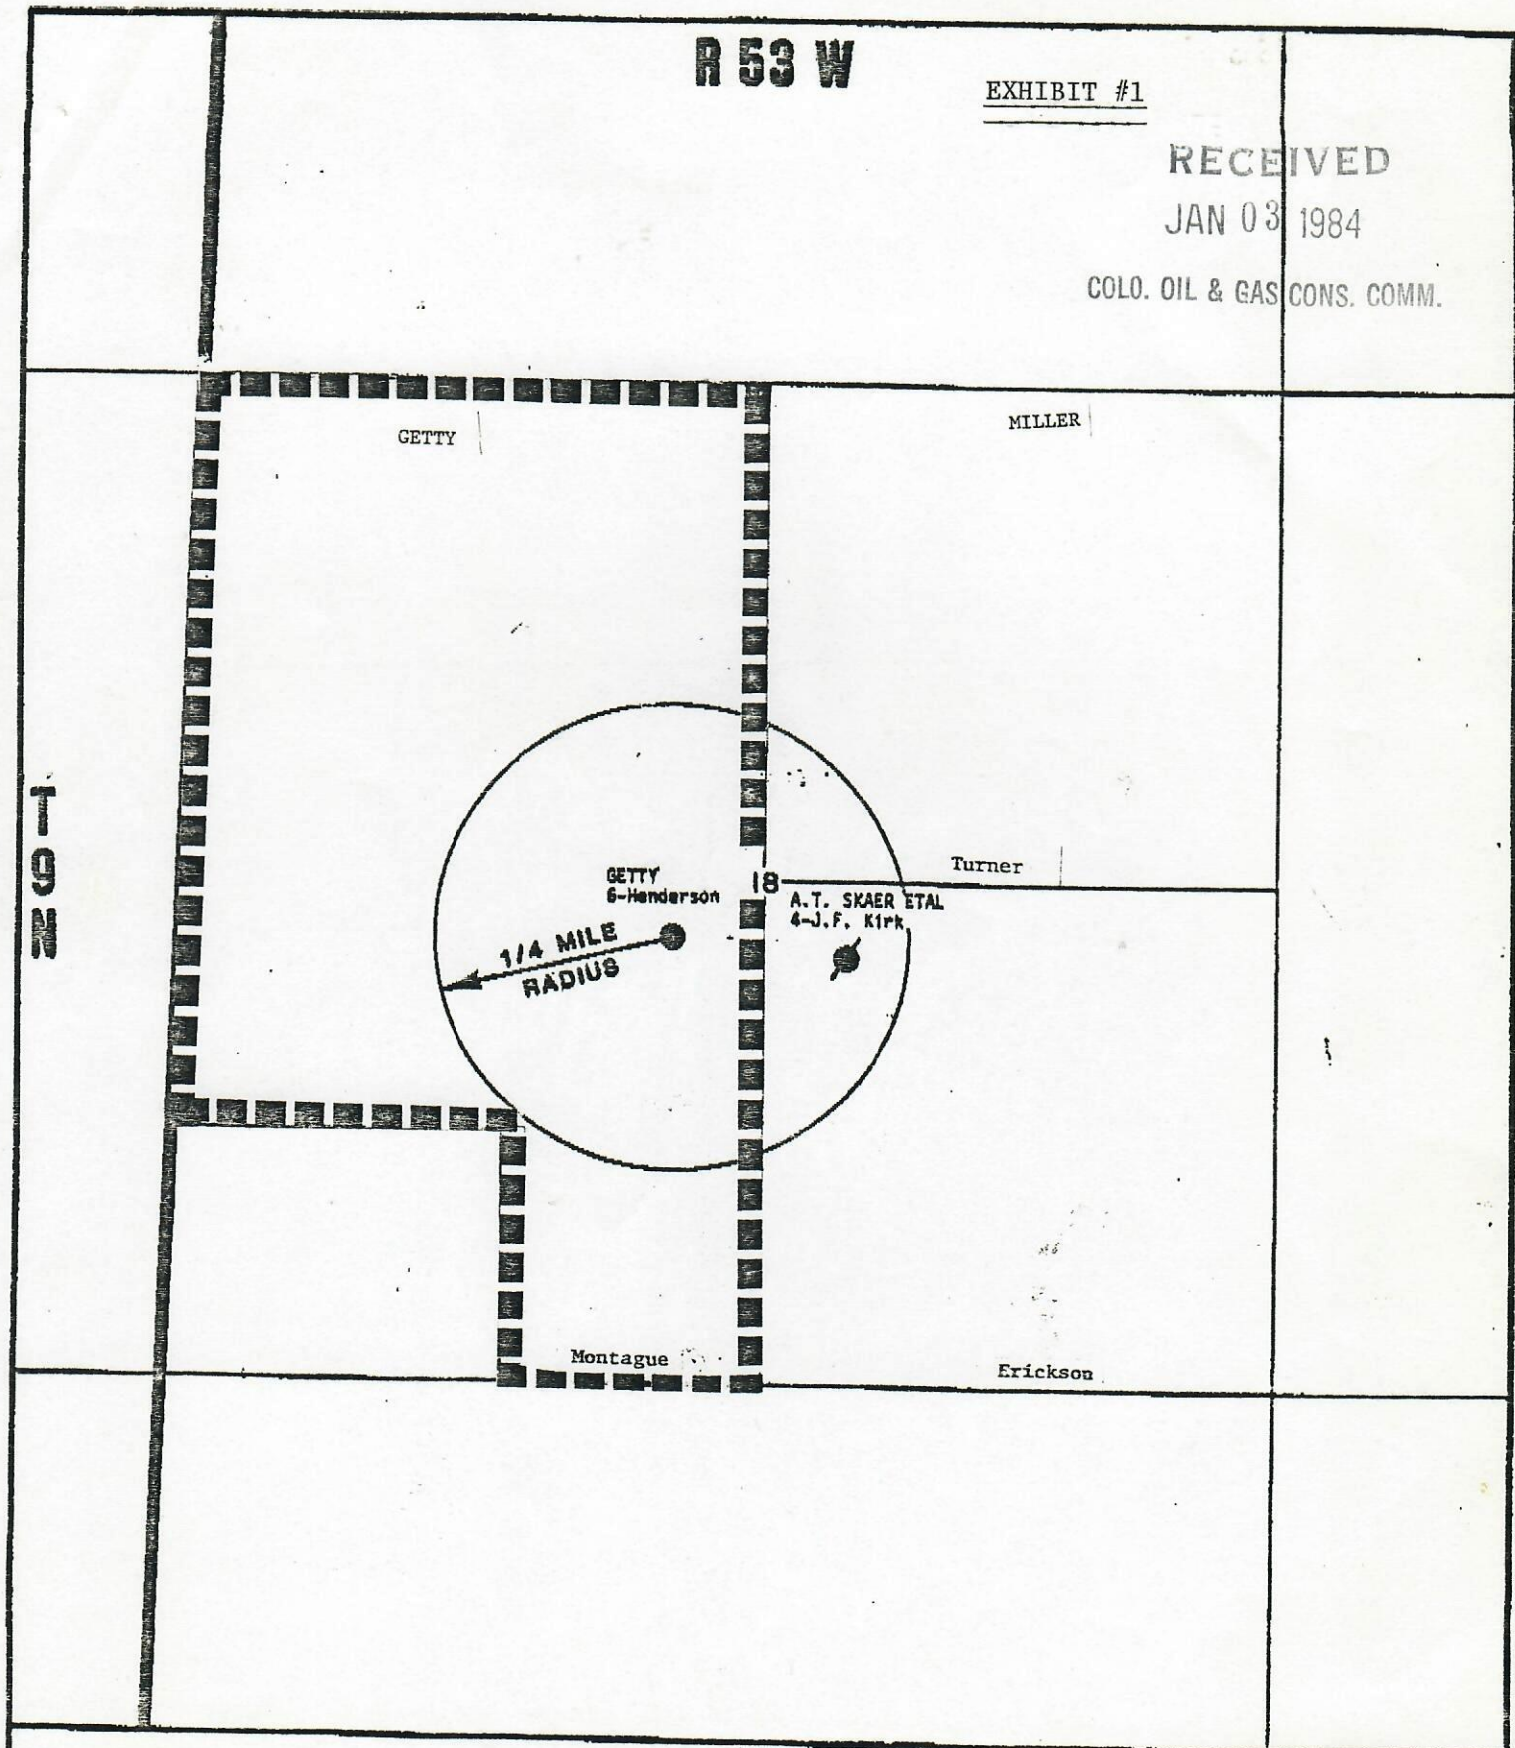 R 53 W
EXHIBIT #1
RECEIVED
JAN 03 1984
COLO. OIL & GAS CONS. COMM.
GETTY
MILLER
T
9
N
Turner
GETTY
6-Henderson
18
A.T. SKAER ETAL
4-J.F. Kirk
1/4 MILE
RADIUS
Montague
Erickson